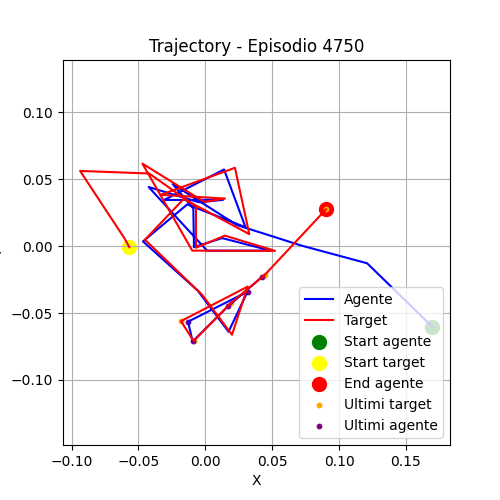 Trajectory - Episodio 4750
0.10
0.05
0.00
−0.05
−0.10
−0.10
−0.05
0.00
0.05
0.10
0.15
X
Agente
Target
Start agente
Start target
End agente
Ultimi target
Ultimi agente